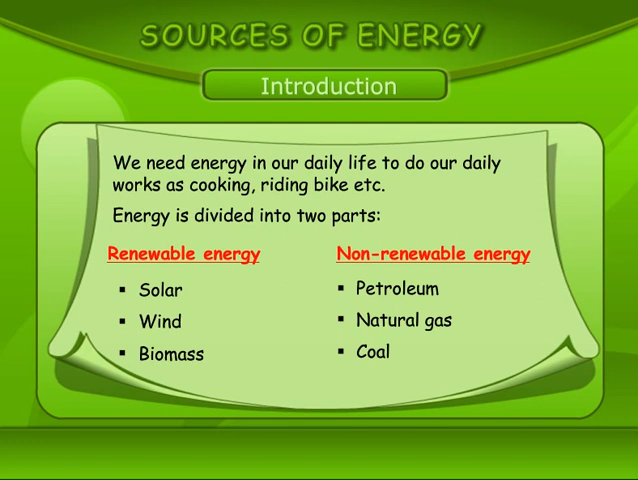 SOURCES OF ENERGY
Introduction
We need energy in our daily life to do our daily
works as cooking, riding bike etc.
Energy is divided into two parts:
Renewable energy
▪ Solar
▪ Wind
▪ Biomass
Non-renewable energy
▪ Petroleum
▪ Natural gas
▪ Coal